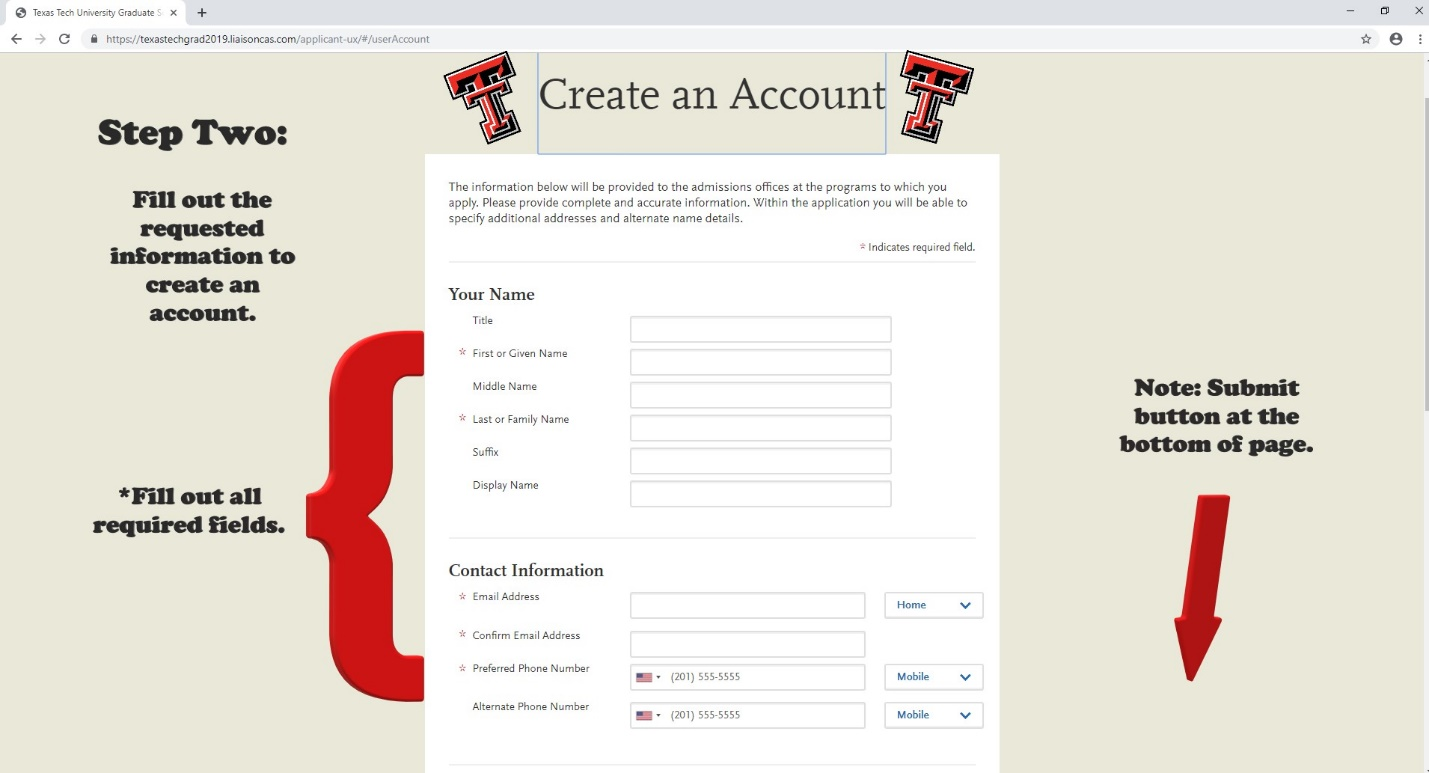 Texas Tech University Graduate S
https://texastechgrad2019.liaisoncas.com/applicant-ux/#/userAccount
Create an Account
Step Two:
Fill out the
requested
information to
create an
account.
*Fill out all
required fields.
The information below will be provided to the admissions offices at the programs to which you
apply. Please provide complete and accurate information. Within the application you will be able to
specify additional addresses and alternate name details.
* Indicates required field.
Your Name
Title
* First or Given Name
Middle Name
* Last or Family Name
Suffix
Display Name
Contact Information
* Email Address
Home
* Confirm Email Address
* Preferred Phone Number
(201) 555-5555
Mobile
Alternate Phone Number
(201) 555-5555
Mobile
Note: Submit
button at the
bottom of page.